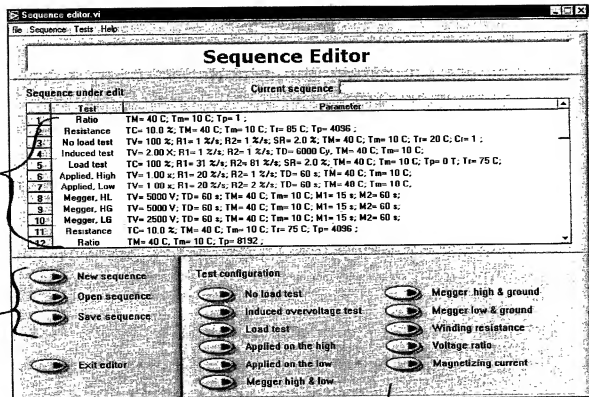 Sequence editor.vi
file Sequence Tests Help
Sequence Editor
Sequence under edit
Current sequence
Test Parameter
1 Ratio TM= 40 C; Tm= 10 C; Tp= 1 ;
2 Resistance TC= 10.0 %; TM= 40 C; Tm= 10 C; Tr= 85 C; Tp= 4096 ;
3 No load test TV= 100 %; R1= 1 %/s; R2= 1 %/s; SR= 2.0 %; TM= 40 C; Tm= 10 C; Tr= 20 C; Cr= 1 ;
4 Induced test TV= 2.00 X; R1= 1 %/s; R2= 1 %/s; TD= 6000 Cy, TM= 40 C; Tm= 10 C;
5 Load test TC= 100 %; R1= 31 %/s; R2= 81 %/s; SR= 2.0 %; TM= 40 C; Tm= 10 C; Tp= 0 T; Tr= 75 C;
6 Applied, High TV= 1.00 x; R1= 20 %/s; R2= 1 %/s; TD= 60 s; TM= 40 C; Tm= 10 C;
7 Applied, Low TV= 1.00 x; R1= 20 %/s; R2= 2 %/s; TD= 60 s; TM= 40 C; Tm= 10 C,
8 Megger, HL TV= 5000 V; TD= 60 s; TM= 40 C; Tm= 10 C; M1= 15 s; M2= 60 s;
9 Megger, HG TV= 5000 V; TD= 60 s; TM= 40 C; Tm= 10 C; M1= 15 s; M2= 60 s;
10 Megger, LG TV= 2500 V; TD= 60 s; TM= 40 C; Tm= 10 C; M1= 15 s; M2= 60 s;
11 Resistance TC= 10.0 %; TM= 40 C; Tm= 10 C; Tr= 75 C, Tp= 4096 ;
12 Ratio TM= 40 C, Tm= 10 C, Tp= 8192 ;
New sequence
Open sequence
Save sequence
Exit editor
Test configuration
No load test
Induced overvoltage test
Load test
Applied on the high
Applied on the low
Megger high & low
Megger high & ground
Megger low & ground
Winding resistance
Voltage ratio
Magnetizing current